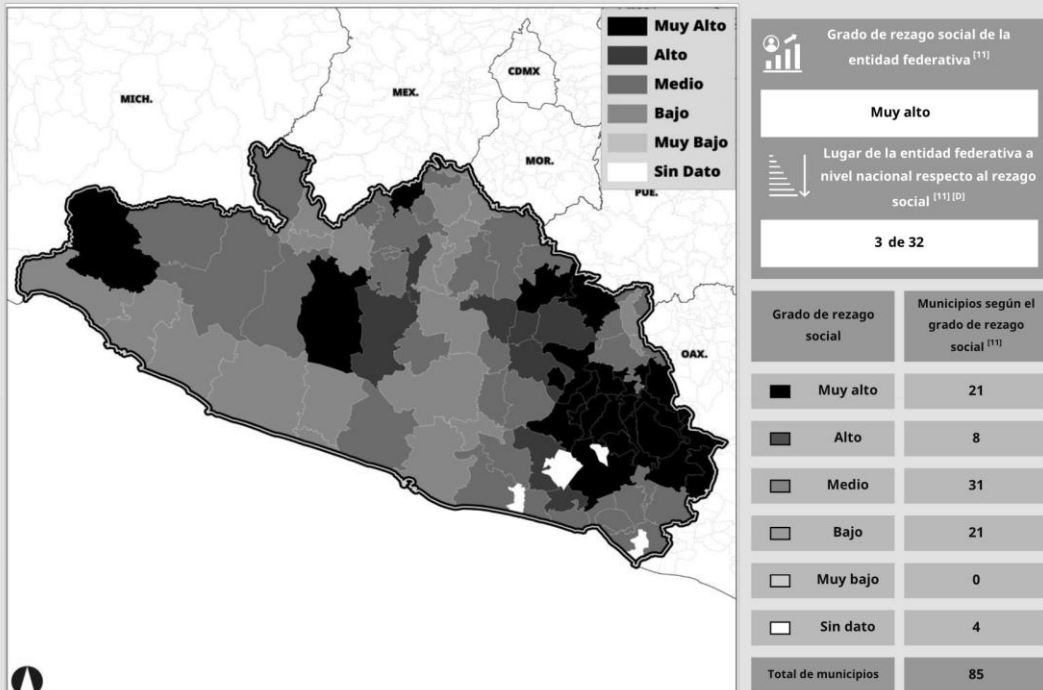 Muy Alto
Alto
Medio
Bajo
Muy Bajo
Sin Dato
MICH.
MEX.
CDMX
MOR.
PUE.
OAX.
Grado de rezago social de la
entidad federativa [11]
Muy alto
Lugar de la entidad federativa a
nivel nacional respecto al rezago
social [11] [D]
3 de 32
Grado de rezago
social
Municipios según el
grado de rezago
social [11]
Muy alto 21
Alto 8
Medio 31
Bajo 21
Muy bajo 0
Sin dato 4
Total de municipios 85